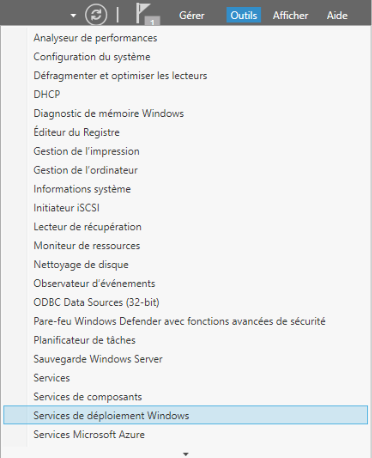 1
Gérer Outils Afficher Aide
Analyseur de performances
Configuration du système
Défragmenter et optimiser les lecteurs
DHCP
Diagnostic de mémoire Windows
Éditeur du Registre
Gestion de l'impression
Gestion de l'ordinateur
Informations système
Initiateur iSCSI
Lecteur de récupération
Moniteur de ressources
Nettoyage de disque
Observateur d'événements
ODBC Data Sources (32-bit)
Pare-feu Windows Defender avec fonctions avancées de sécurité
Planificateur de tâches
Sauvegarde Windows Server
Services
Services de composants
Services de déploiement Windows
Services Microsoft Azure